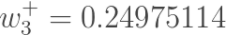 w_3^+ = 0.24975114